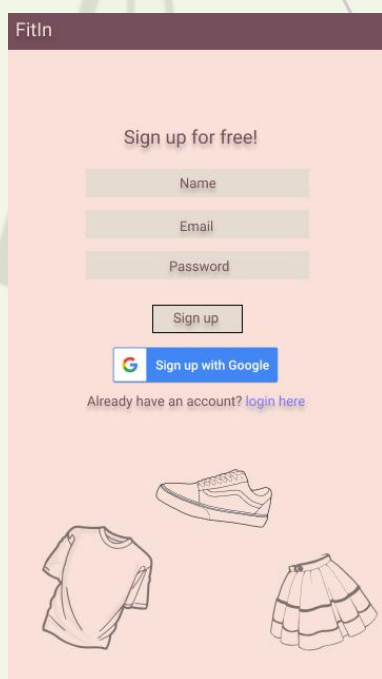 FitIn
Sign up for free!
Name
Email
Password
Sign up
G Sign up with Google
Already have an account? login here